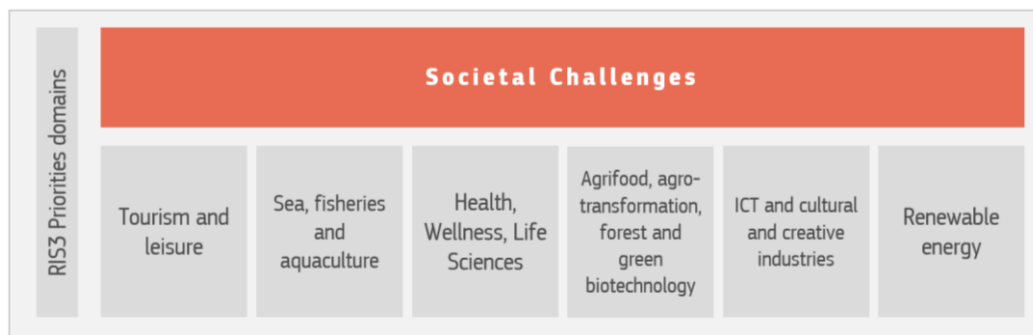 RIS3 Priorities domains
Societal Challenges
Tourism and
leisure
Sea, fisheries
and
aquaculture
Health,
Wellness, Life
Sciences
Agrifood, agro-
transformation,
forest and
green
biotechnology
ICT and cultural
and creative
industries
Renewable
energy